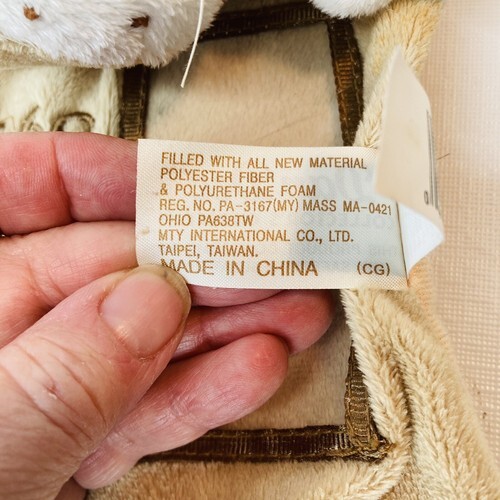 FILLED WITH ALL NEW MATERIAL
POLYESTER FIBER
& POLYURETHANE FOAM
REG. NO. PA-3167(MY) MASS MA-0421
OHIO PA638TW
MTY INTERNATIONAL CO., LTD.
TAIPEI, TAIWAN.
MADE IN CHINA (CG)